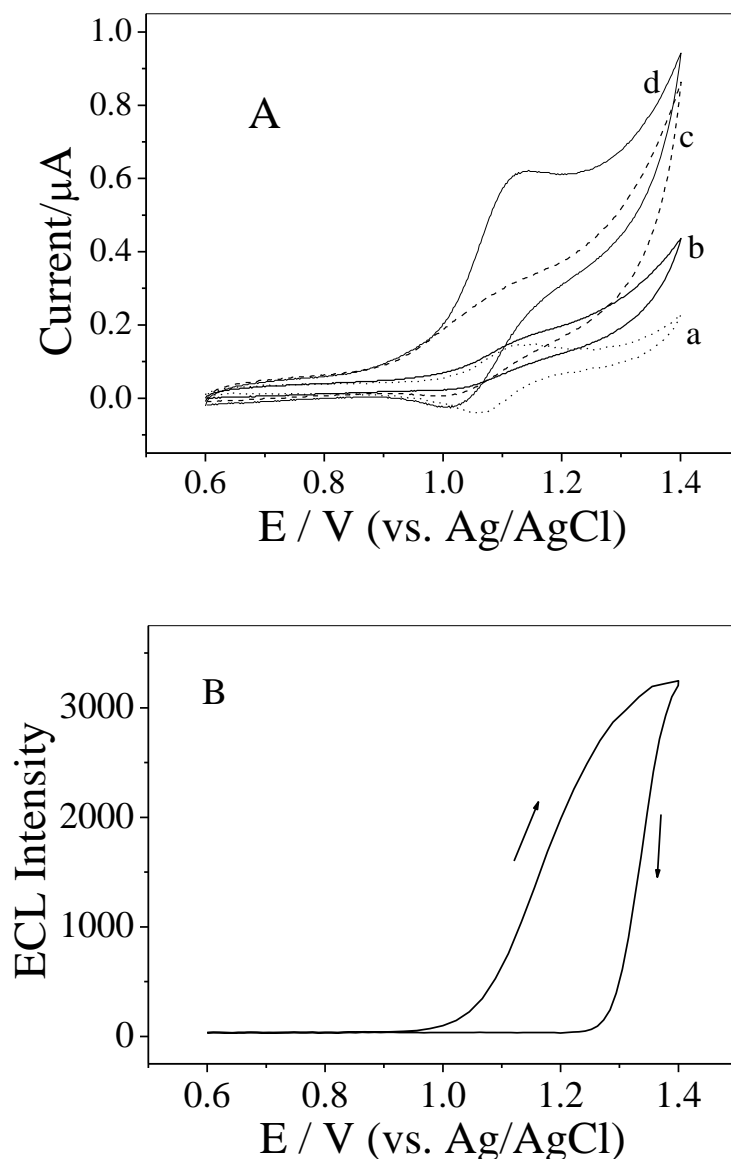 1.0
0.8
0.6
0.4
0.2
0.0
Current/μA
A
d
c
b
a
0.6 0.8 1.0 1.2 1.4
E / V (vs. Ag/AgCl)
3000
2000
1000
0
ECL Intensity
B
0.6 0.8 1.0 1.2 1.4
E / V (vs. Ag/AgCl)